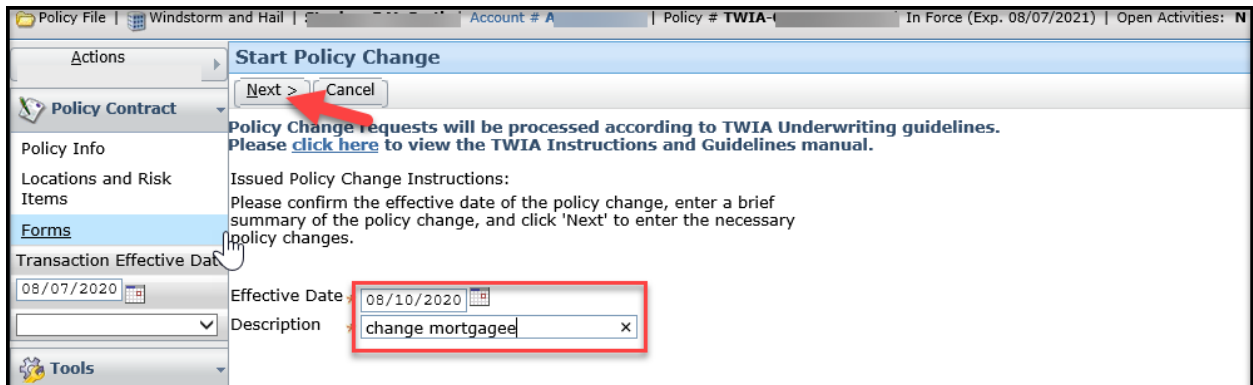 Policy File | Windstorm and Hail | Account # A | Policy # TWIA- In Force (Exp. 08/07/2021) | Open Activities: N
Actions
Start Policy Change
Next > Cancel
Policy Contract
Policy Change requests will be processed according to TWIA Underwriting guidelines.
Please click here to view the TWIA Instructions and Guidelines manual.
Policy Info
Locations and Risk
Items
Forms
Transaction Effective Dat
08/07/2020
Tools
Issued Policy Change Instructions:
Please confirm the effective date of the policy change, enter a brief
summary of the policy change, and click 'Next' to enter the necessary
policy changes.
Effective Date * 08/10/2020
Description * change mortgagee ×